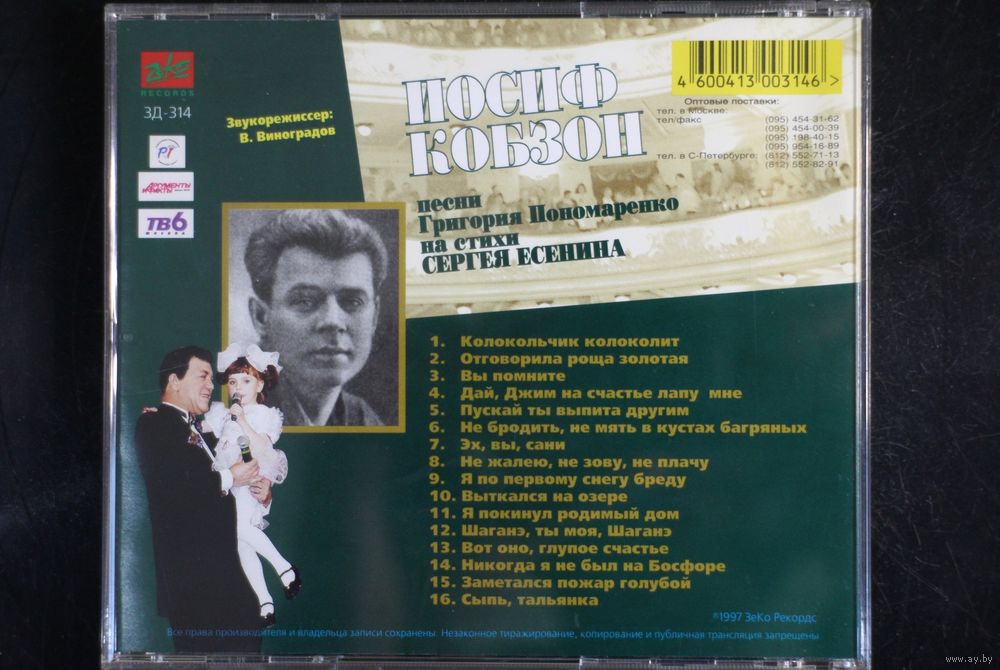 ZeKo
RECORDS
ЗД-314
Звукорежиссер:
В. Виноградов
АРГУМЕНТЫ
И ФАКТЫ
ТВ6
МОСКВА
ИОСИФ
КОБЗОН
песни
Григория Пономаренко
на стихи
СЕРГЕЯ ЕСЕНИНА
4 600413 003146 >
Оптовые поставки:
тел. в Москве: (095) 454-31-62
тел/факс (095) 454-00-39
(095) 198-40-15
(095) 954-16-89
тел. в С-Петербурге: (812) 552-71-13
(812) 552-82-91
1. Колокольчик колоколит
2. Отговорила роща золотая
3. Вы помните
4. Дай, Джим на счастье лапу мне
5. Пускай ты выпита другим
6. Не бродить, не мять в кустах багряных
7. Эх, вы, сани
8. Не жалею, не зову, не плачу
9. Я по первому снегу бреду
10. Выткался на озере
11. Я покинул родимый дом
12. Шаганэ, ты моя, Шаганэ
13. Вот оно, глупое счастье
14. Никогда я не был на Босфоре
15. Заметался пожар голубой
16. Сыпь, тальянка
©1997 ЗеКо Рекордс
Все права производителя и владельца записи сохранены. Незаконное тиражирование, копирование и публичная трансляция запрещены
www.ay.by